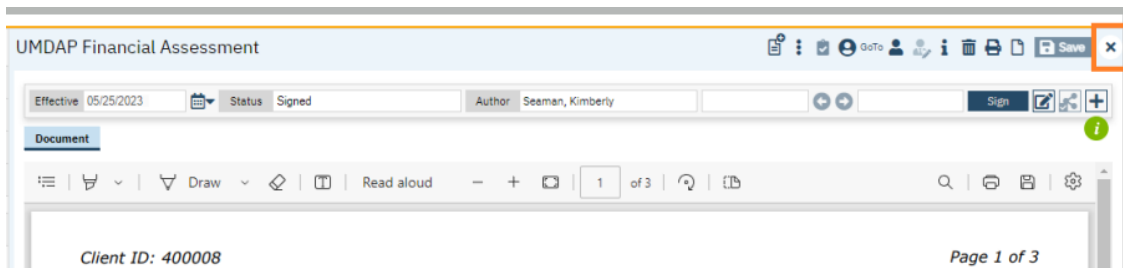 UMDAP Financial Assessment GoTo Save
Effective 05/25/2023 Status Signed Author Seaman, Kimberly Sign
Document
Draw Read aloud 1 of 3
Client ID: 400008 Page 1 of 3